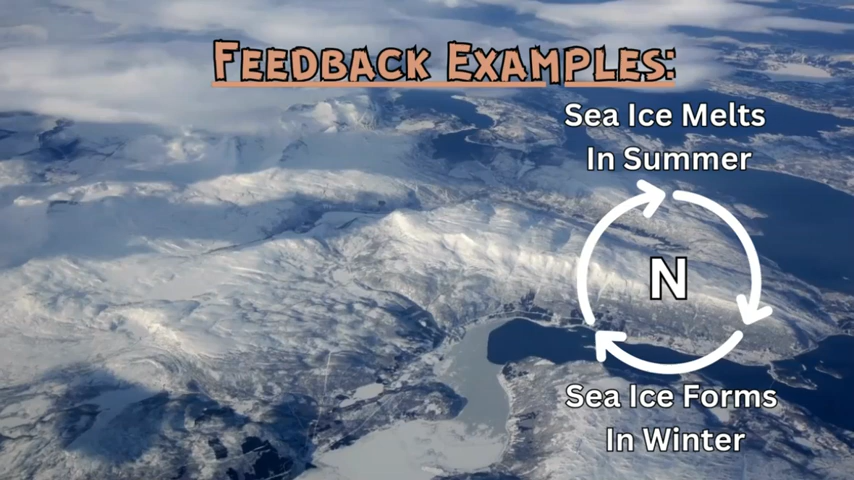 Feedback Examples:
Sea Ice Melts
In Summer
N
Sea Ice Forms
In Winter